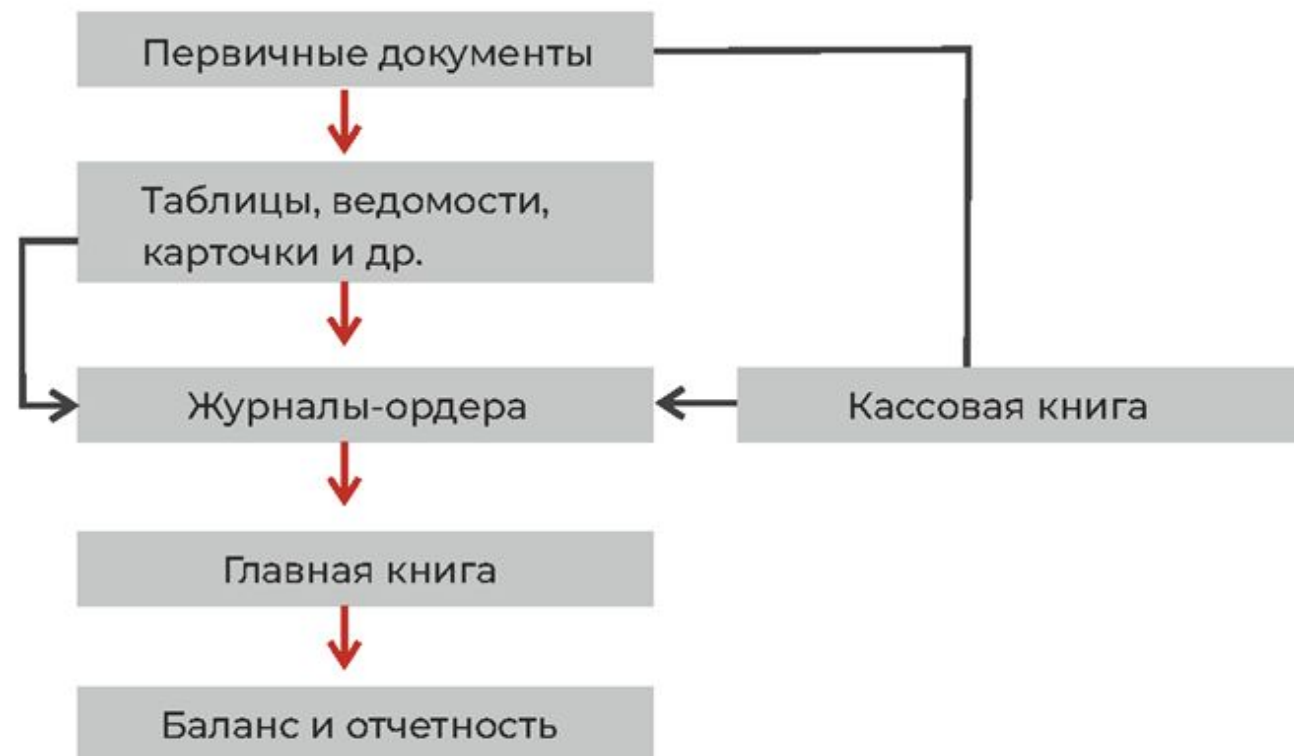 Первичные документы
Таблицы, ведомости,
карточки и др.
Журналы-ордера
Кассовая книга
Главная книга
Баланс и отчетность